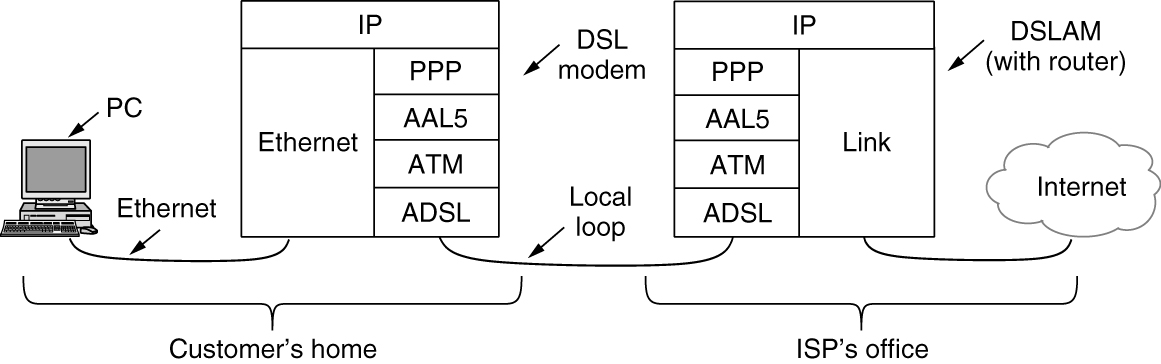 IP
IP
DSL
modem
DSLAM
(with router)
PPP
PPP
PC
AAL5
AAL5
Ethernet
Link
ATM
ATM
Internet
Ethernet
ADSL
Local
loop
ADSL
Customer’s home
ISP’s office